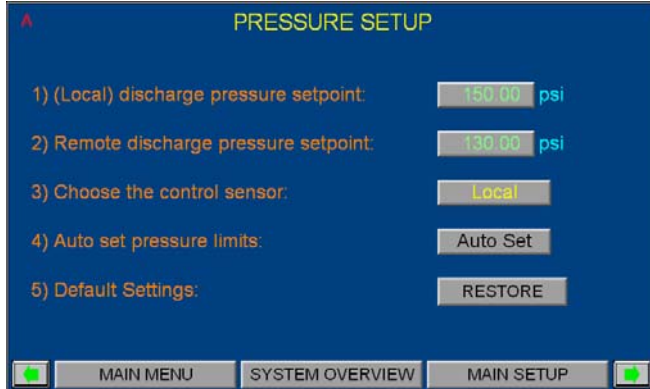 PRESSURE SETUP
1) (Local) discharge pressure setpoint: 150.00 psi
2) Remote discharge pressure setpoint: 130.00 psi
3) Choose the control sensor: Local
4) Auto set pressure limits: Auto Set
5) Default Settings: RESTORE
MAIN MENU SYSTEM OVERVIEW MAIN SETUP